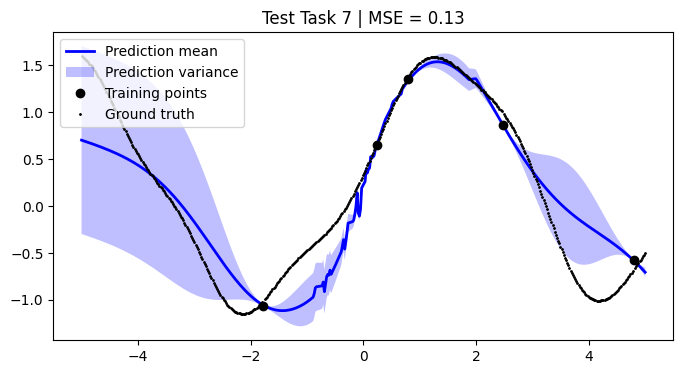 Test Task 7 | MSE = 0.13
Prediction mean
Prediction variance
Training points
Ground truth
1.5
1.0
0.5
0.0
−0.5
−1.0
−4
−2
0
2
4